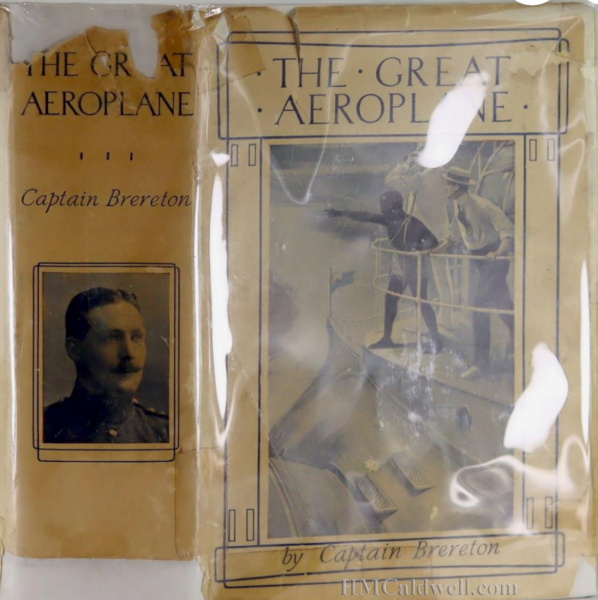 THE GREAT
AEROPLANE
Captain Brereton
· THE · GREAT
· AEROPLANE ·
by Captain Brereton
HMCaldwell.com